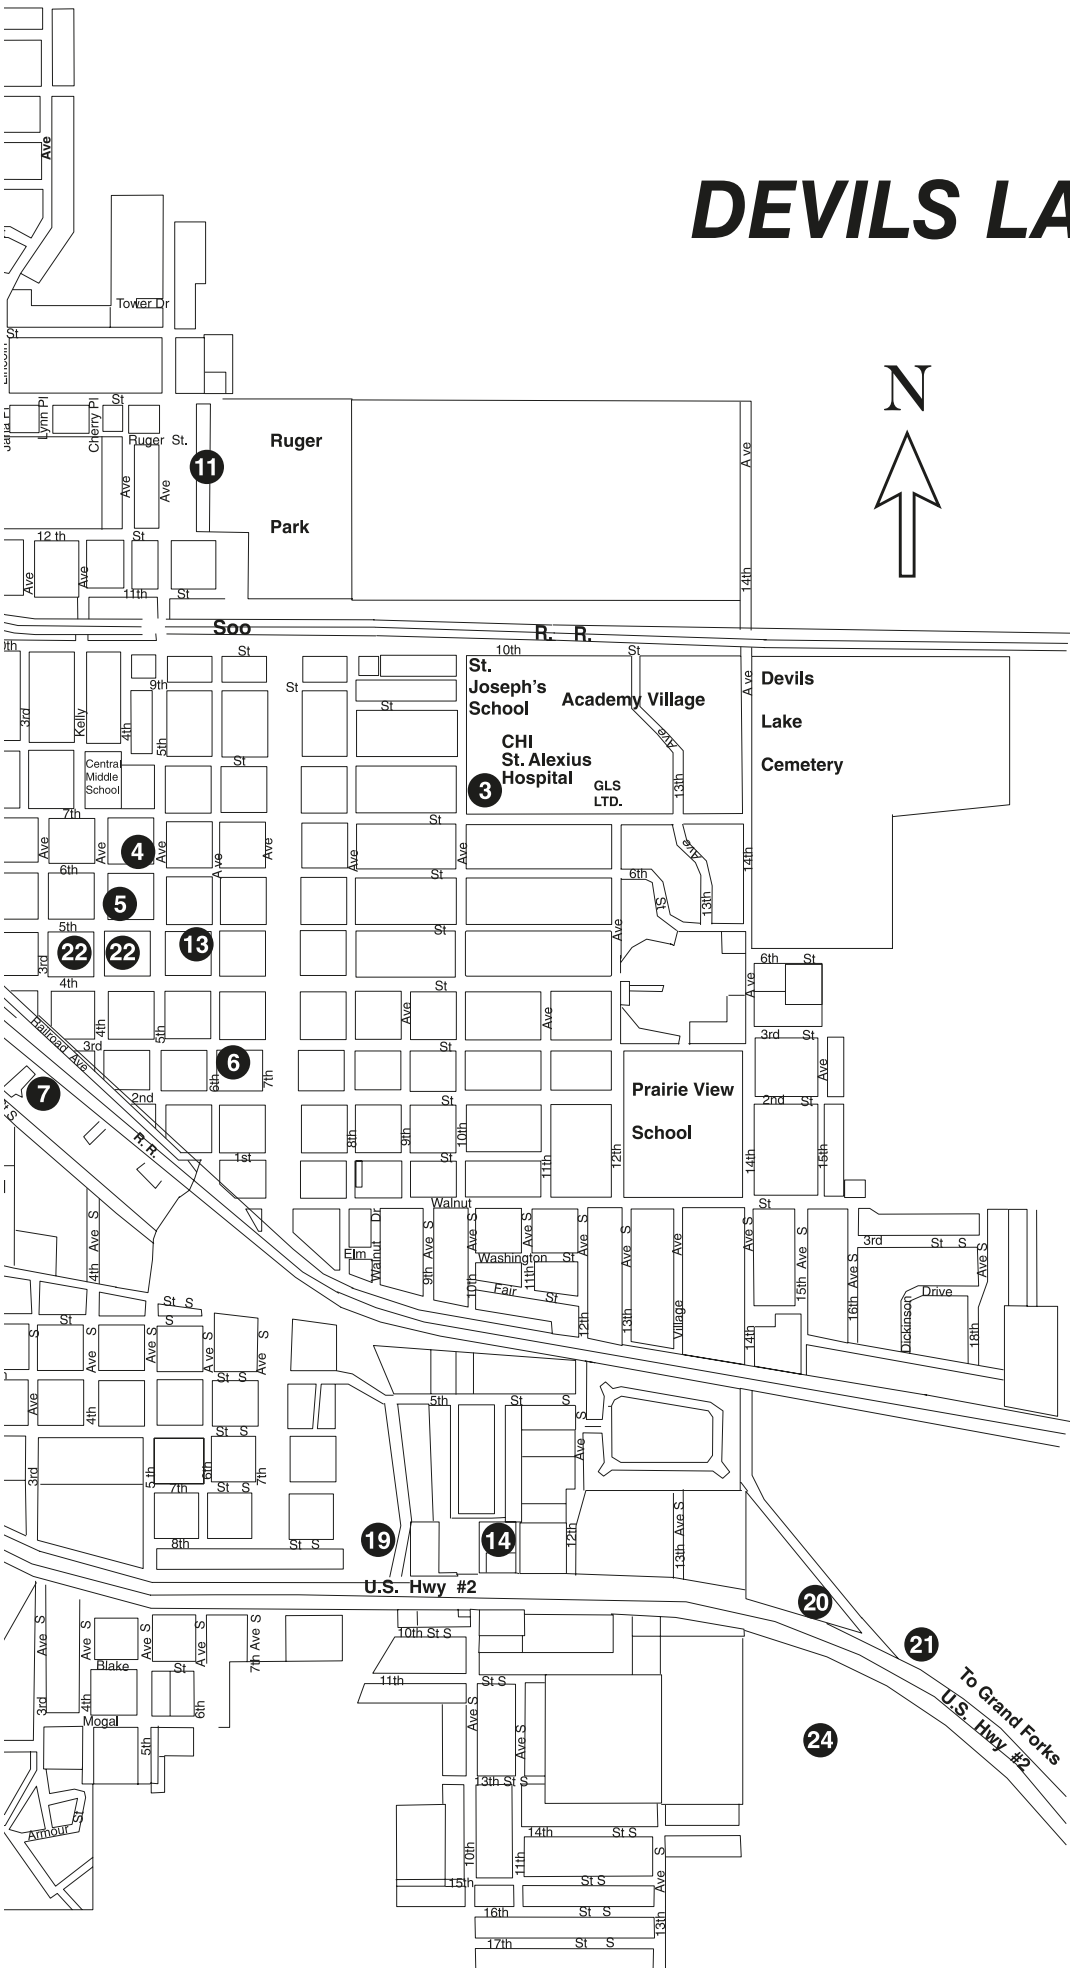 DEVILS LA
N
Ave
Tower Dr
St
Lincoln
St
Lynn Pl
Cherry Pl
Ruger St.
Ruger
Park
11
Ave
Ave
Ave
14th
12 th
St
Ave
Ave
11th
St
Soo
R. R.
10th
St
St
9th
St
St
St
3rd
Kelly
4th
5th
St.
Joseph's
School
Academy Village
Ave
Devils
Lake
Cemetery
CHI
St. Alexius
Hospital
3
GLS
LTD.
Ave
13th
Central
Middle
School
7th
St
Ave
Ave
4
Ave
Ave
Ave
Ave
Ave
Ave
14th
6th
St
6th
St
13th
5
5th
St
Ave
22
22
13
3rd
4th
St
6th St
Ave
4th
5th
Ave
Ave
Railroad Ave
3rd
St
3rd St
6
6th
7th
Ave
7
2nd
St
2nd St
Prairie View
School
R. R.
1st
St
8th
9th
10th
11th
12th
14th
15th
Walnut
St
Walnut Dr
Elm
Ave S
4th
Ave S
9th
Ave S
10th
Ave S
11th
Ave S
12th
Ave S
13th
Ave
Village
Ave S
14th
Ave S
15th
Ave S
16th
Ave S
18th
Washington St
Fair St
3rd St S
Dickinson
Drive
St S
St
S
S
Ave S
Ave S
Ave S
Ave S
St S
Ave
4th
5th St S
St S
3rd
5 th
6th
7th
7th St S
8th St S
Ave S
12th
Ave S
13th
19
14
U.S. Hwy #2
20
21
To Grand Forks
U.S. Hwy #2
24
Ave S
3rd
Ave S
4th
Ave S
5th
Ave S
6th
7th Ave S
Blake St
Mogal
Armour St
10th St S
11th St S
Ave S
Ave S
13th St S
14th St S
10th
11th
15th St S
Ave S
13th
16th St S
17th St S